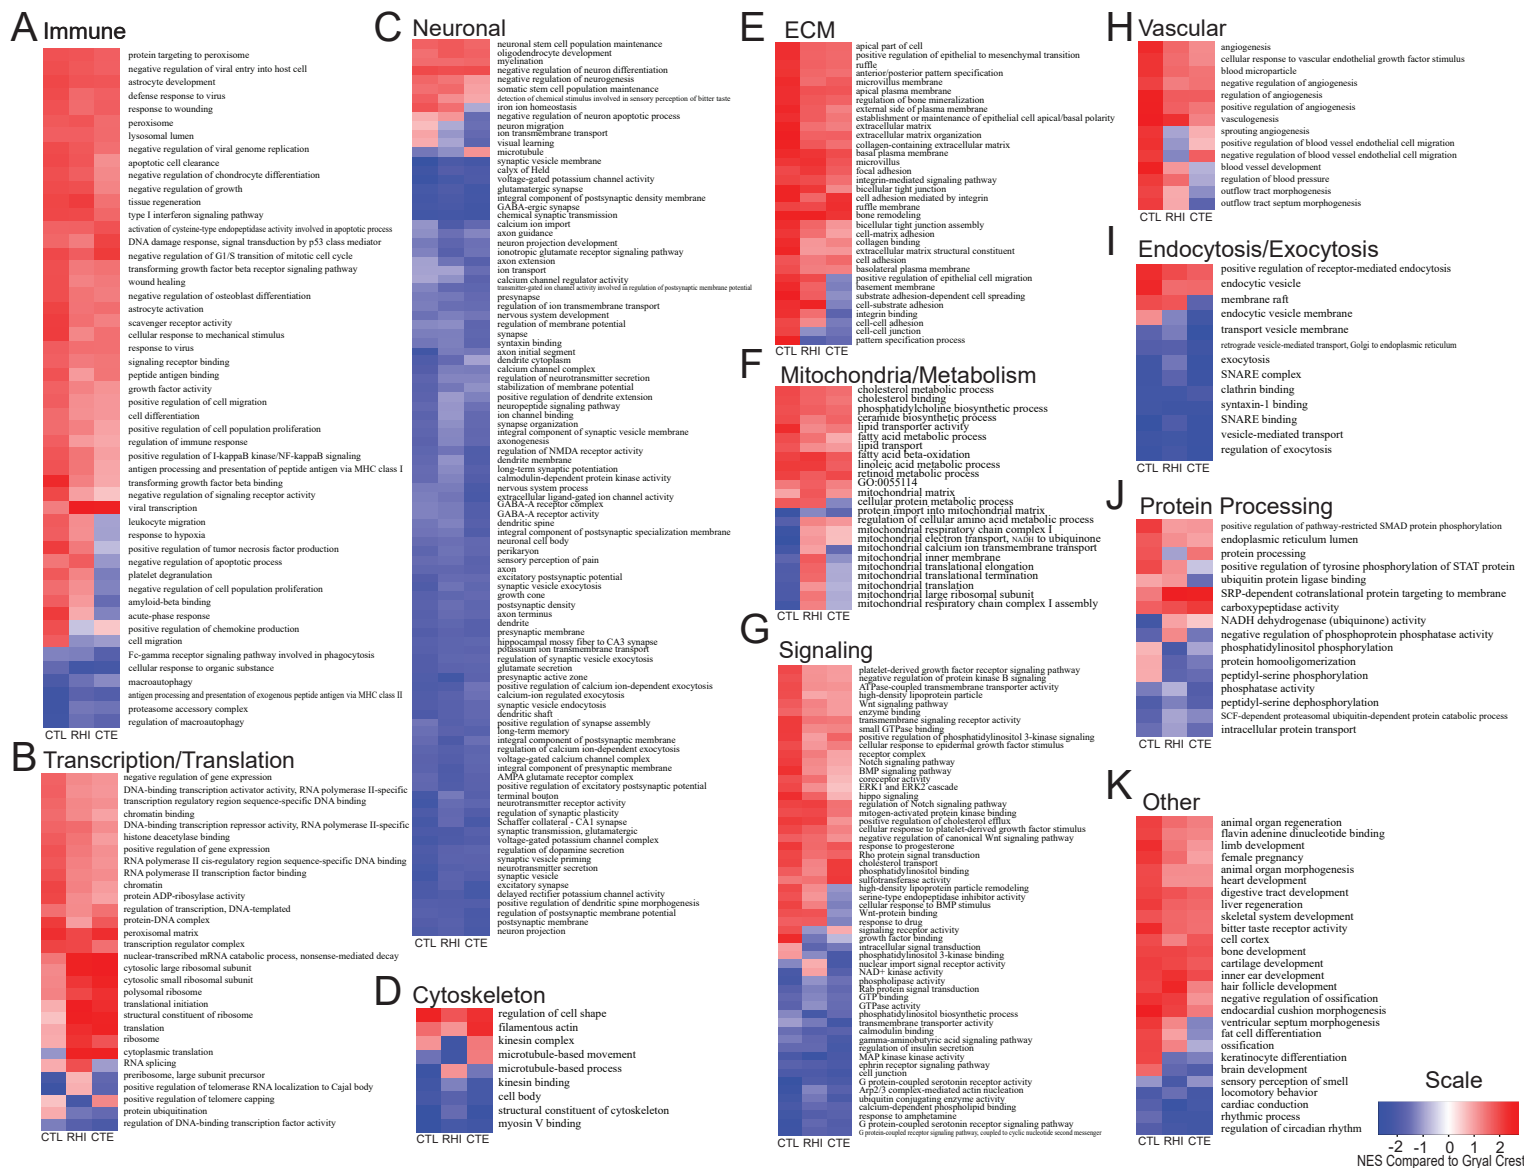 A Immune
protein targeting to peroxisome
negative regulation of viral entry into host cell
astrocyte development
defense response to virus
response to wounding
peroxisome
lysosomal lumen
negative regulation of viral genome replication
apoptotic cell clearance
negative regulation of chondrocyte differentiation
negative regulation of growth
tissue regeneration
type I interferon signaling pathway
activation of cysteine-type endopeptidase activity involved in apoptotic process
DNA damage response, signal transduction by p53 class mediator
negative regulation of G1/S transition of mitotic cell cycle
transforming growth factor beta receptor signaling pathway
wound healing
negative regulation of osteoblast differentiation
astrocyte activation
scavenger receptor activity
cellular response to mechanical stimulus
response to virus
signaling receptor binding
peptide antigen binding
growth factor activity
positive regulation of cell migration
cell differentiation
positive regulation of cell population proliferation
regulation of immune response
positive regulation of I-kappaB kinase/NF-kappaB signaling
antigen processing and presentation of peptide antigen via MHC class I
transforming growth factor beta binding
negative regulation of signaling receptor activity
viral transcription
leukocyte migration
response to hypoxia
positive regulation of tumor necrosis factor production
negative regulation of apoptotic process
platelet degranulation
negative regulation of cell population proliferation
amyloid-beta binding
acute-phase response
positive regulation of chemokine production
cell migration
Fc-gamma receptor signaling pathway involved in phagocytosis
cellular response to organic substance
macroautophagy
antigen processing and presentation of exogenous peptide antigen via MHC class II
proteasome accessory complex
regulation of macroautophagy
CTL RHI CTE
B Transcription/Translation
negative regulation of gene expression
DNA-binding transcription activator activity, RNA polymerase II-specific
transcription regulatory region sequence-specific DNA binding
chromatin binding
DNA-binding transcription repressor activity, RNA polymerase II-specific
histone deacetylase binding
positive regulation of gene expression
RNA polymerase II cis-regulatory region sequence-specific DNA binding
RNA polymerase II transcription factor binding
chromatin
protein ADP-ribosylase activity
regulation of transcription, DNA-templated
protein-DNA complex
peroxisomal matrix
transcription regulator complex
nuclear-transcribed mRNA catabolic process, nonsense-mediated decay
cytosolic large ribosomal subunit
cytosolic small ribosomal subunit
polysomal ribosome
translational initiation
structural constituent of ribosome
translation
ribosome
cytoplasmic translation
RNA splicing
preribosome, large subunit precursor
positive regulation of telomerase RNA localization to Cajal body
positive regulation of telomere capping
protein ubiquitination
regulation of DNA-binding transcription factor activity
CTL RHI CTE
C Neuronal
neuronal stem cell population maintenance
oligodendrocyte development
myelination
negative regulation of neuron differentiation
negative regulation of neurogenesis
somatic stem cell population maintenance
detection of chemical stimulus involved in sensory perception of bitter taste
iron ion homeostasis
negative regulation of neuron apoptotic process
neuron migration
ion transmembrane transport
visual learning
microtubule
synaptic vesicle membrane
calyx of Held
voltage-gated potassium channel activity
glutamatergic synapse
integral component of postsynaptic density membrane
GABA-ergic synapse
chemical synaptic transmission
calcium ion import
axon guidance
neuron projection development
ionotropic glutamate receptor signaling pathway
axon extension
ion transport
calcium channel regulator activity
transmitter-gated ion channel activity involved in regulation of postsynaptic membrane potential
presynapse
regulation of ion transmembrane transport
nervous system development
regulation of membrane potential
synapse
syntaxin binding
axon initial segment
dendrite cytoplasm
calcium channel complex
regulation of neurotransmitter secretion
stabilization of membrane potential
positive regulation of dendrite extension
neuropeptide signaling pathway
ion channel binding
synapse organization
integral component of synaptic vesicle membrane
axonogenesis
regulation of NMDA receptor activity
dendrite membrane
long-term synaptic potentiation
calmodulin-dependent protein kinase activity
nervous system process
extracellular ligand-gated ion channel activity
GABA-A receptor complex
GABA-A receptor activity
dendritic spine
integral component of postsynaptic specialization membrane
neuronal cell body
perikaryon
sensory perception of pain
axon
excitatory postsynaptic potential
synaptic vesicle exocytosis
growth cone
postsynaptic density
axon terminus
dendrite
presynaptic membrane
hippocampal mossy fiber to CA3 synapse
potassium ion transmembrane transport
regulation of synaptic vesicle exocytosis
glutamate secretion
presynaptic active zone
positive regulation of calcium ion-dependent exocytosis
calcium-ion regulated exocytosis
synaptic vesicle endocytosis
dendritic shaft
positive regulation of synapse assembly
long-term memory
integral component of postsynaptic membrane
regulation of calcium ion-dependent exocytosis
voltage-gated calcium channel complex
integral component of presynaptic membrane
AMPA glutamate receptor complex
positive regulation of excitatory postsynaptic potential
terminal bouton
neurotransmitter receptor activity
regulation of synaptic plasticity
Schaffer collateral - CA1 synapse
synaptic transmission, glutamatergic
voltage-gated potassium channel complex
regulation of dopamine secretion
synaptic vesicle priming
neurotransmitter secretion
synaptic vesicle
excitatory synapse
delayed rectifier potassium channel activity
positive regulation of dendritic spine morphogenesis
regulation of postsynaptic membrane potential
postsynaptic membrane
neuron projection
CTL RHI CTE
D Cytoskeleton
regulation of cell shape
filamentous actin
kinesin complex
microtubule-based movement
microtubule-based process
kinesin binding
cell body
structural constituent of cytoskeleton
myosin V binding
CTL RHI CTE
E ECM
apical part of cell
positive regulation of epithelial to mesenchymal transition
ruffle
anterior/posterior pattern specification
microvillus membrane
apical plasma membrane
regulation of bone mineralization
external side of plasma membrane
establishment or maintenance of epithelial cell apical/basal polarity
extracellular matrix
extracellular matrix organization
collagen-containing extracellular matrix
basal plasma membrane
microvillus
focal adhesion
integrin-mediated signaling pathway
bicellular tight junction
cell adhesion mediated by integrin
ruffle membrane
bone remodeling
bicellular tight junction assembly
cell-matrix adhesion
collagen binding
extracellular matrix structural constituent
cell adhesion
basolateral plasma membrane
positive regulation of epithelial cell migration
basement membrane
substrate adhesion-dependent cell spreading
cell-substrate adhesion
integrin binding
cell-cell adhesion
cell-cell junction
pattern specification process
CTL RHI CTE
F Mitochondria/Metabolism
cholesterol metabolic process
cholesterol binding
phosphatidylcholine biosynthetic process
ceramide biosynthetic process
lipid transporter activity
fatty acid metabolic process
lipid transport
fatty acid beta-oxidation
linoleic acid metabolic process
retinoid metabolic process
GO:0055114
mitochondrial matrix
cellular protein metabolic process
protein import into mitochondrial matrix
regulation of cellular amino acid metabolic process
mitochondrial respiratory chain complex I
mitochondrial electron transport, NADH to ubiquinone
mitochondrial calcium ion transmembrane transport
mitochondrial inner membrane
mitochondrial translational elongation
mitochondrial translational termination
mitochondrial translation
mitochondrial large ribosomal subunit
mitochondrial respiratory chain complex I assembly
CTL RHI CTE
G Signaling
platelet-derived growth factor receptor signaling pathway
negative regulation of protein kinase B signaling
ATPase-coupled transmembrane transporter activity
high-density lipoprotein particle
Wnt signaling pathway
enzyme binding
transmembrane signaling receptor activity
small GTPase binding
positive regulation of phosphatidylinositol 3-kinase signaling
cellular response to epidermal growth factor stimulus
receptor complex
Notch signaling pathway
BMP signaling pathway
coreceptor activity
ERK1 and ERK2 cascade
hippo signaling
regulation of Notch signaling pathway
mitogen-activated protein kinase binding
positive regulation of cholesterol efflux
cellular response to platelet-derived growth factor stimulus
negative regulation of canonical Wnt signaling pathway
response to progesterone
Rho protein signal transduction
cholesterol transport
phosphatidylinositol binding
sulfotransferase activity
high-density lipoprotein particle remodeling
serine-type endopeptidase inhibitor activity
cellular response to BMP stimulus
Wnt-protein binding
response to drug
signaling receptor activity
growth factor binding
intracellular signal transduction
phosphatidylinositol 3-kinase binding
nuclear import signal receptor activity
NAD+ kinase activity
phospholipase activity
Rab protein signal transduction
GTP binding
GTPase activity
phosphatidylinositol biosynthetic process
transmembrane transporter activity
calmodulin binding
gamma-aminobutyric acid signaling pathway
regulation of insulin secretion
MAP kinase kinase activity
ephrin receptor signaling pathway
cell junction
G protein-coupled serotonin receptor activity
Arp2/3 complex-mediated actin nucleation
ubiquitin conjugating enzyme activity
calcium-dependent phospholipid binding
response to amphetamine
G protein-coupled serotonin receptor signaling pathway
G protein-coupled receptor signaling pathway, coupled to cyclic nucleotide second messenger
CTL RHI CTE
H Vascular
angiogenesis
cellular response to vascular endothelial growth factor stimulus
blood microparticle
negative regulation of angiogenesis
regulation of angiogenesis
positive regulation of angiogenesis
vasculogenesis
sprouting angiogenesis
positive regulation of blood vessel endothelial cell migration
negative regulation of blood vessel endothelial cell migration
blood vessel development
regulation of blood pressure
outflow tract morphogenesis
outflow tract septum morphogenesis
CTL RHI CTE
I Endocytosis/Exocytosis
positive regulation of receptor-mediated endocytosis
endocytic vesicle
membrane raft
endocytic vesicle membrane
transport vesicle membrane
retrograde vesicle-mediated transport, Golgi to endoplasmic reticulum
exocytosis
SNARE complex
clathrin binding
syntaxin-1 binding
SNARE binding
vesicle-mediated transport
regulation of exocytosis
CTL RHI CTE
J Protein Processing
positive regulation of pathway-restricted SMAD protein phosphorylation
endoplasmic reticulum lumen
protein processing
positive regulation of tyrosine phosphorylation of STAT protein
ubiquitin protein ligase binding
SRP-dependent cotranslational protein targeting to membrane
carboxypeptidase activity
NADH dehydrogenase (ubiquinone) activity
negative regulation of phosphoprotein phosphatase activity
phosphatidylinositol phosphorylation
protein homooligomerization
peptidyl-serine phosphorylation
phosphatase activity
peptidyl-serine dephosphorylation
SCF-dependent proteasomal ubiquitin-dependent protein catabolic process
intracellular protein transport
CTL RHI CTE
K Other
animal organ regeneration
flavin adenine dinucleotide binding
limb development
female pregnancy
animal organ morphogenesis
heart development
digestive tract development
liver regeneration
skeletal system development
bitter taste receptor activity
cell cortex
bone development
cartilage development
inner ear development
hair follicle development
negative regulation of ossification
endocardial cushion morphogenesis
ventricular septum morphogenesis
fat cell differentiation
ossification
keratinocyte differentiation
brain development
sensory perception of smell
locomotory behavior
cardiac conduction
rhythmic process
regulation of circadian rhythm
CTL RHI CTE
Scale
-2 -1 0 1 2
NES Compared to Gryal Crest